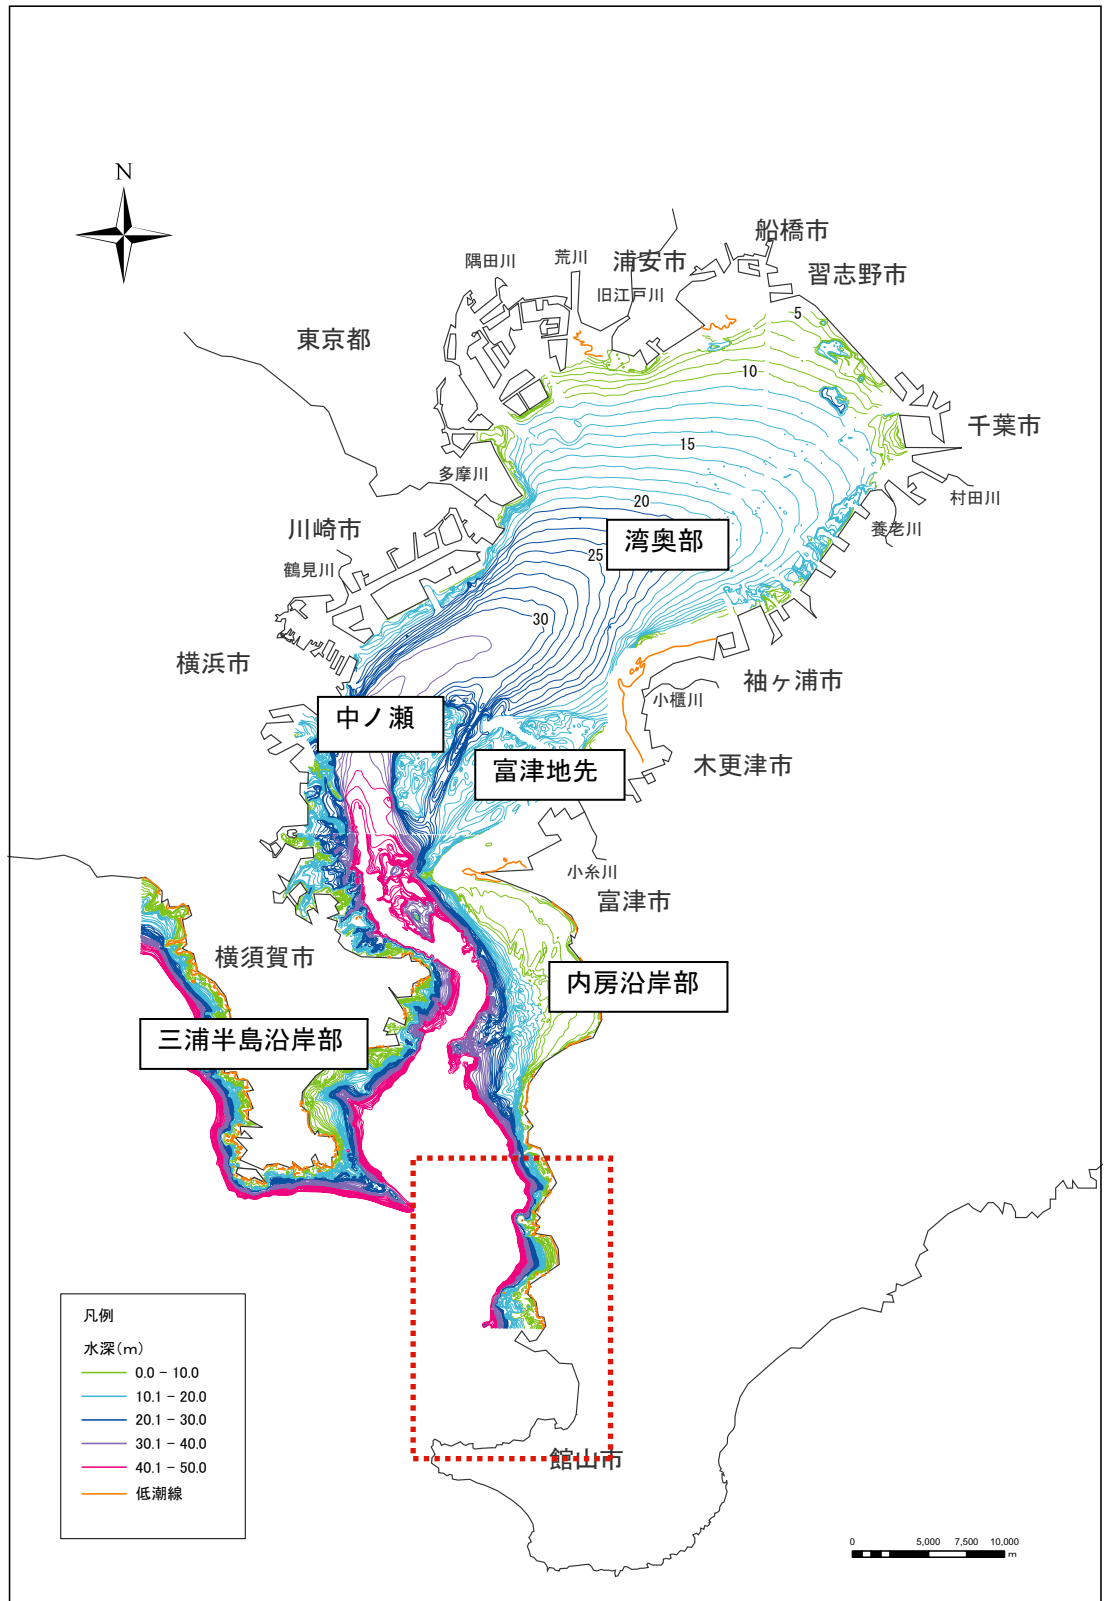 N
船橋市
隅田川
荒川
浦安市
習志野市
旧江戸川
5
東京都
10
千葉市
15
多摩川
村田川
20
川崎市
湾奥部
養老川
25
鶴見川
30
横浜市
袖ヶ浦市
小櫃川
中ノ瀬
富津地先
木更津市
小糸川
富津市
横須賀市
内房沿岸部
三浦半島沿岸部
凡例
水深(m)
0.0 - 10.0
10.1 - 20.0
20.1 - 30.0
30.1 - 40.0
40.1 - 50.0
低潮線
館山市
0 5,000 7,500 10,000
m